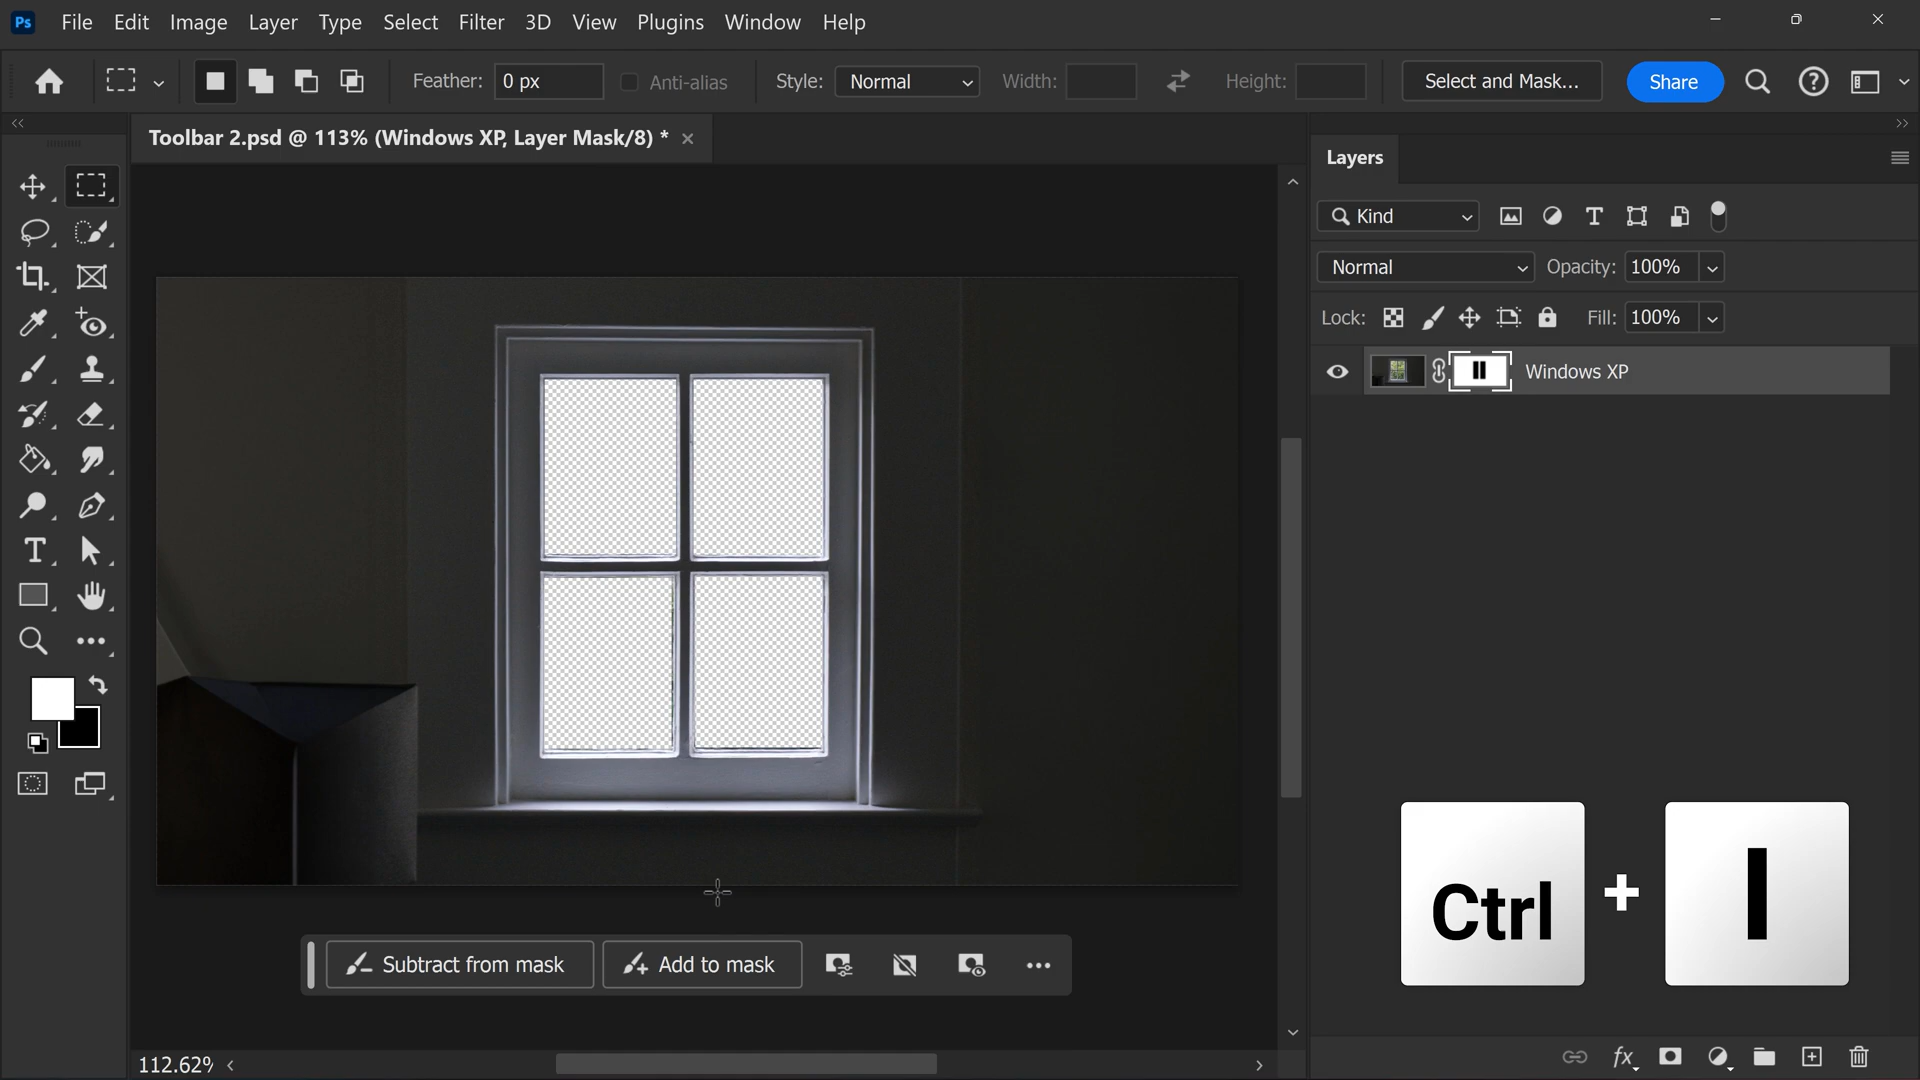 Ps File Edit Image Layer Type Select Filter 3D View Plugins Window Help
Feather: 0 px Anti-alias Style: Normal Width: Height: Select and Mask... Share
Toolbar 2.psd @ 113% (Windows XP, Layer Mask/8) *
Layers
Kind
Normal Opacity: 100%
Lock: Fill: 100%
Windows XP
Ctrl + I
Subtract from mask Add to mask
112.62%
fx